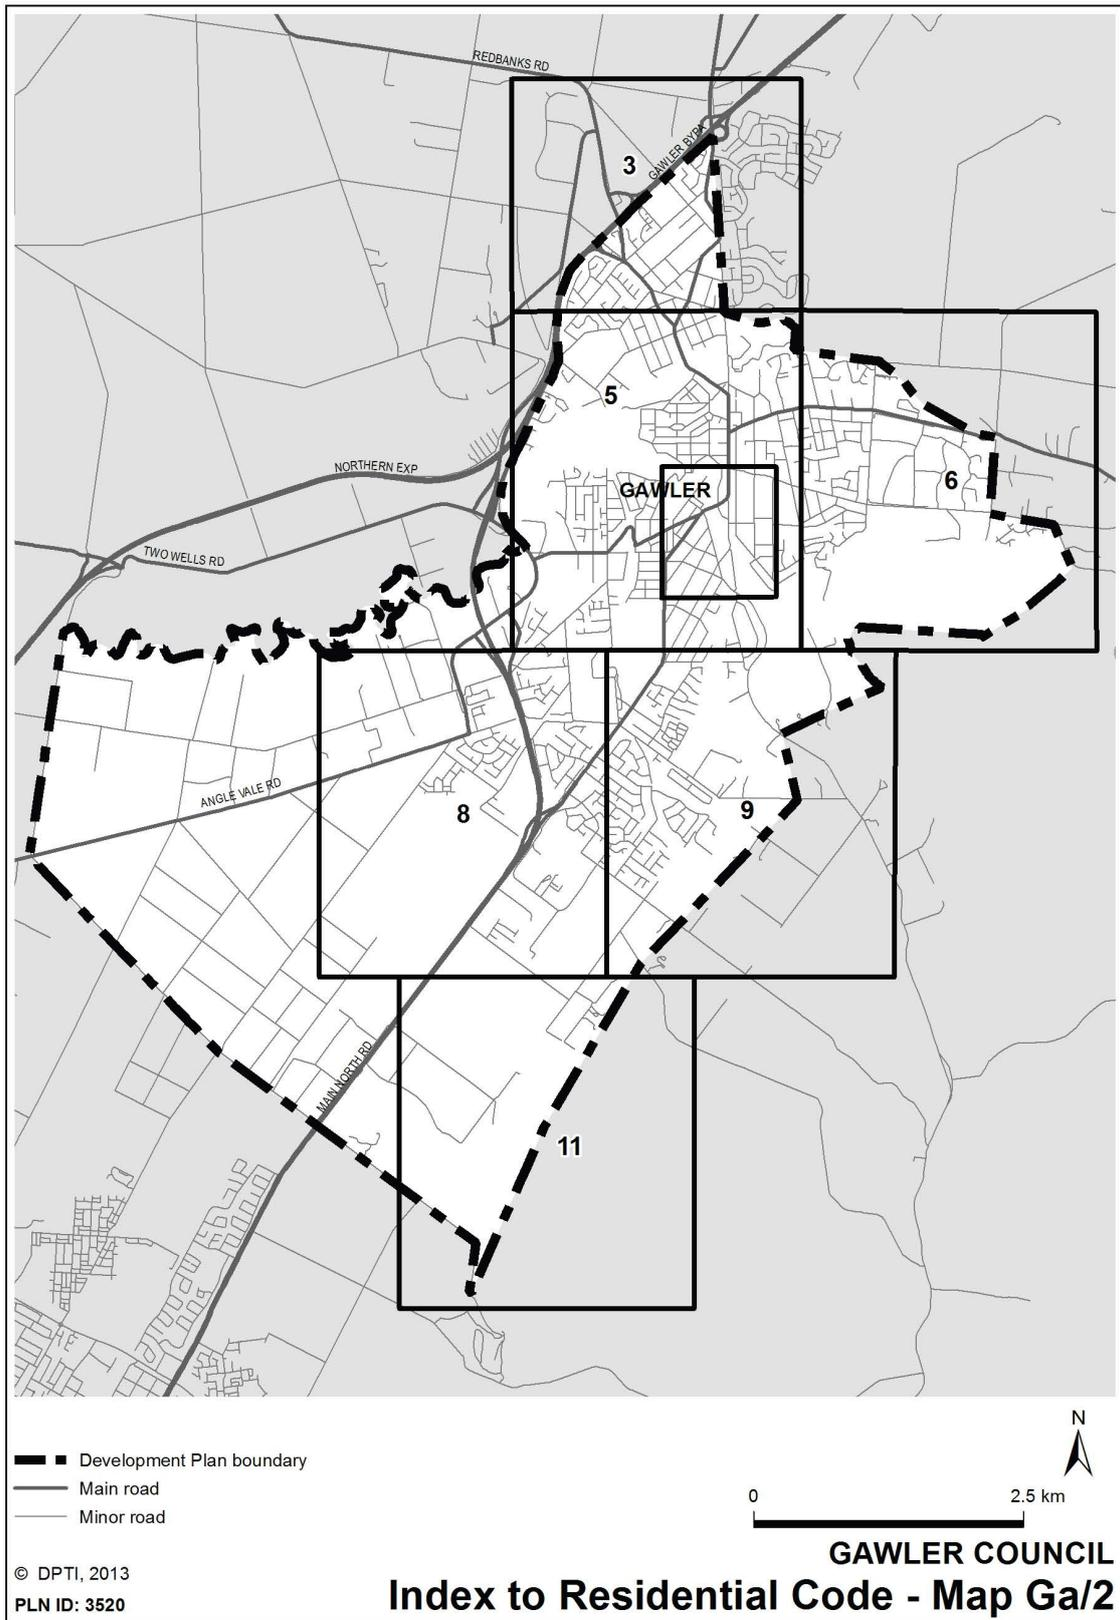 REDBANKS RD
GAWLER BYPA
3
5
6
GAWLER
NORTHERN EXP
TWO WELLS RD
ANGLE VALE RD
8
9
MAIN NORTH RD
11
N
Development Plan boundary
Main road
Minor road
0 2.5 km
GAWLER COUNCIL
© DPTI, 2013
Index to Residential Code - Map Ga/2
PLN ID: 3520